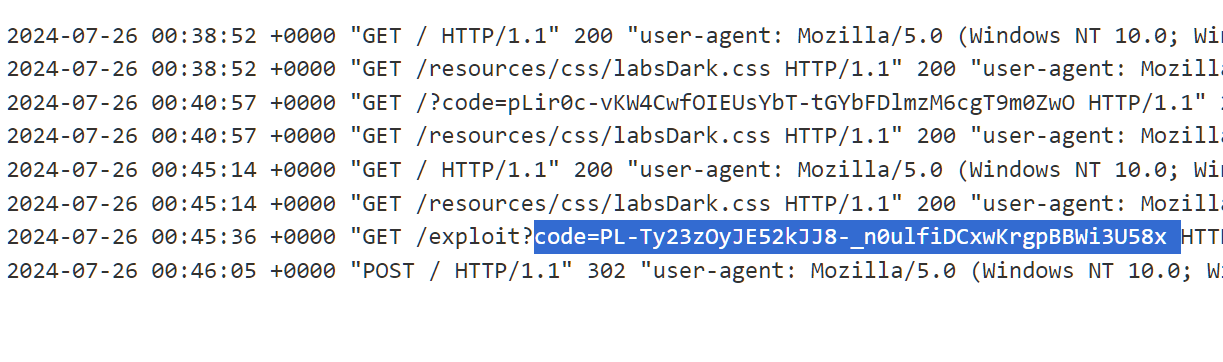 2024-07-26 00:38:52 +0000 "GET / HTTP/1.1" 200 "user-agent: Mozilla/5.0 (Windows NT 10.0; Win
2024-07-26 00:38:52 +0000 "GET /resources/css/labsDark.css HTTP/1.1" 200 "user-agent: Mozill
2024-07-26 00:40:57 +0000 "GET /?code=pLir0c-vKW4CwfOIEUsYbT-tGYbFDlmzM6cgT9m0ZwO HTTP/1.1"
2024-07-26 00:40:57 +0000 "GET /resources/css/labsDark.css HTTP/1.1" 200 "user-agent: Mozill
2024-07-26 00:45:14 +0000 "GET / HTTP/1.1" 200 "user-agent: Mozilla/5.0 (Windows NT 10.0; Win
2024-07-26 00:45:14 +0000 "GET /resources/css/labsDark.css HTTP/1.1" 200 "user-agent: Mozill
2024-07-26 00:45:36 +0000 "GET /exploit?code=PL-Ty23zOyJE52kJJ8-_n0ulfiDCxwKrgpBBWi3U58x HTT
2024-07-26 00:46:05 +0000 "POST / HTTP/1.1" 302 "user-agent: Mozilla/5.0 (Windows NT 10.0; W